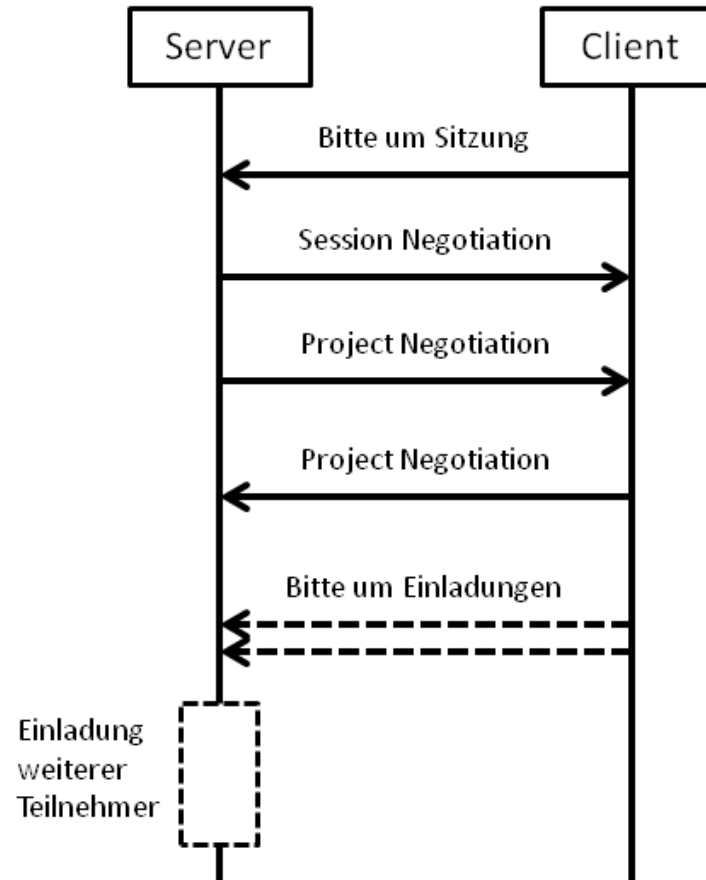 Server
Client
Bitte um Sitzung
Session Negotiation
Project Negotiation
Project Negotiation
Bitte um Einladungen
Einladung
weiterer
Teilnehmer